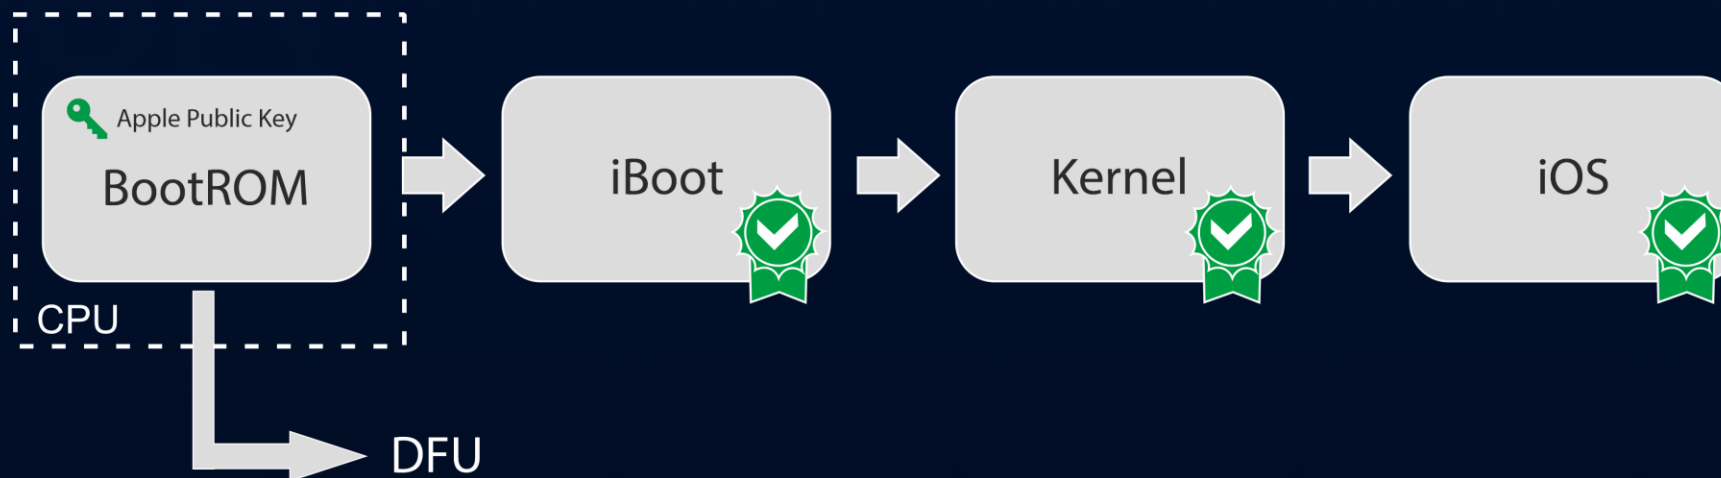 Apple Public Key
BootROM
CPU
iBoot
Kernel
iOS
DFU